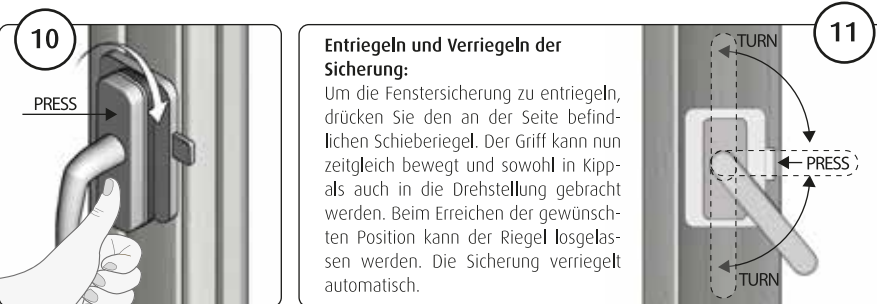 10
PRESS
Entriegeln und Verriegeln der
Sicherung:
Um die Fenstersicherung zu entriegeln,
drücken Sie den an der Seite befind-
lichen Schieberiegel. Der Griff kann nun
zeitgleich bewegt und sowohl in Kipp-
als auch in die Drehstellung gebracht
werden. Beim Erreichen der gewünsch-
ten Position kann der Riegel losgelas-
sen werden. Die Sicherung verriegelt
automatisch.
11
TURN
PRESS
TURN